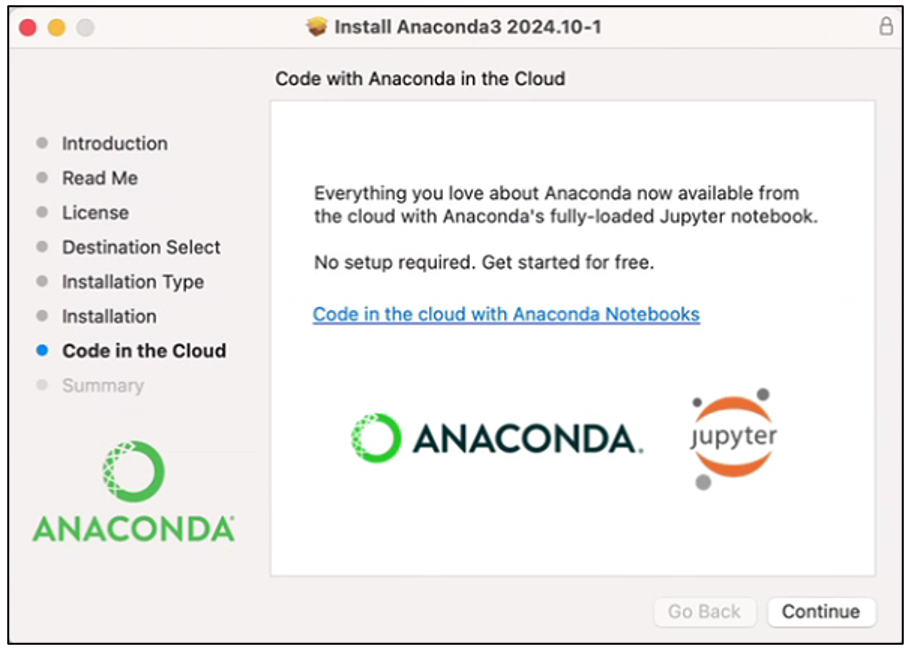 Install Anaconda3 2024.10-1
Code with Anaconda in the Cloud
Introduction
Read Me
License
Destination Select
Installation Type
Installation
Code in the Cloud
Summary
ANACONDA
Everything you love about Anaconda now available from
the cloud with Anaconda's fully-loaded Jupyter notebook.
No setup required. Get started for free.
Code in the cloud with Anaconda Notebooks
ANACONDA.
jupyter
Go Back
Continue